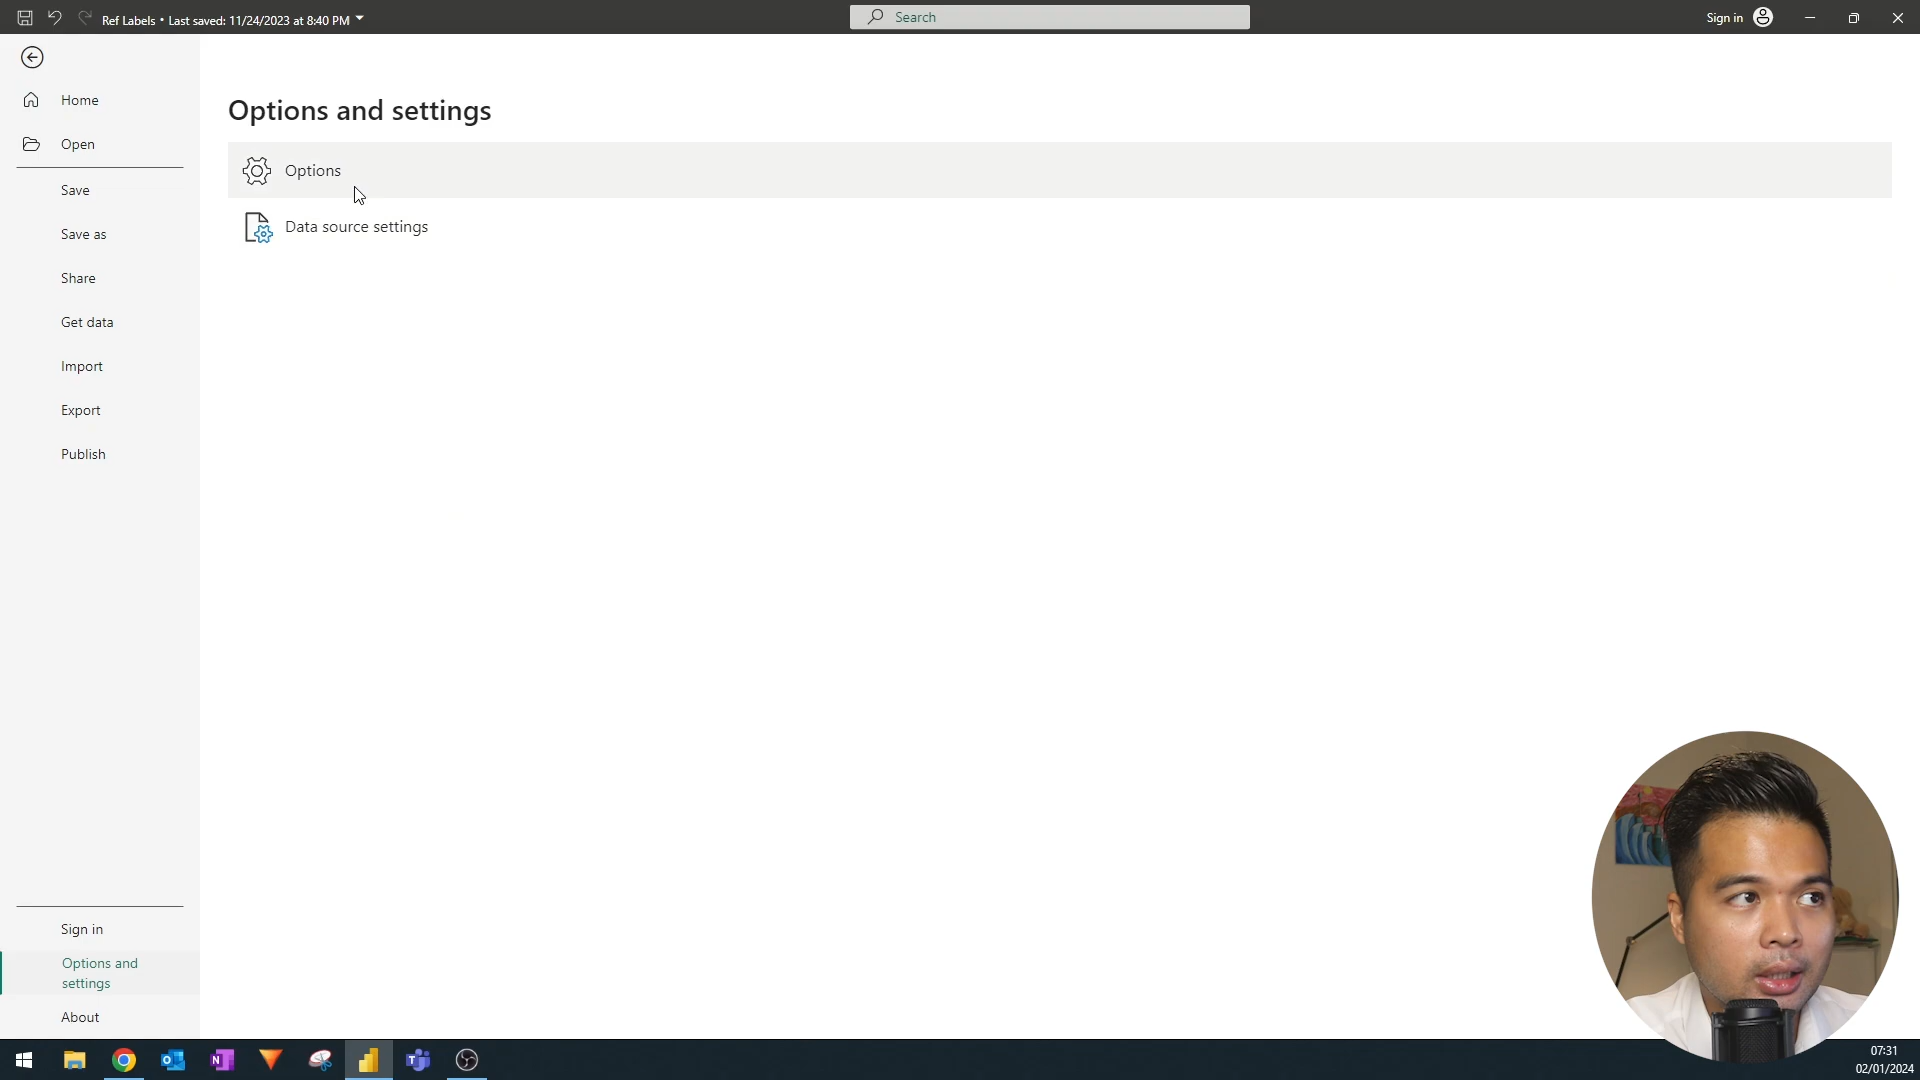 Ref Labels • Last saved: 11/24/2023 at 8:40 PM
Search
Sign in
Home
Open
Save
Save as
Share
Get data
Import
Export
Publish
Sign in
Options and
settings
About
Options and settings
Options
Data source settings
07:31
02/01/2024